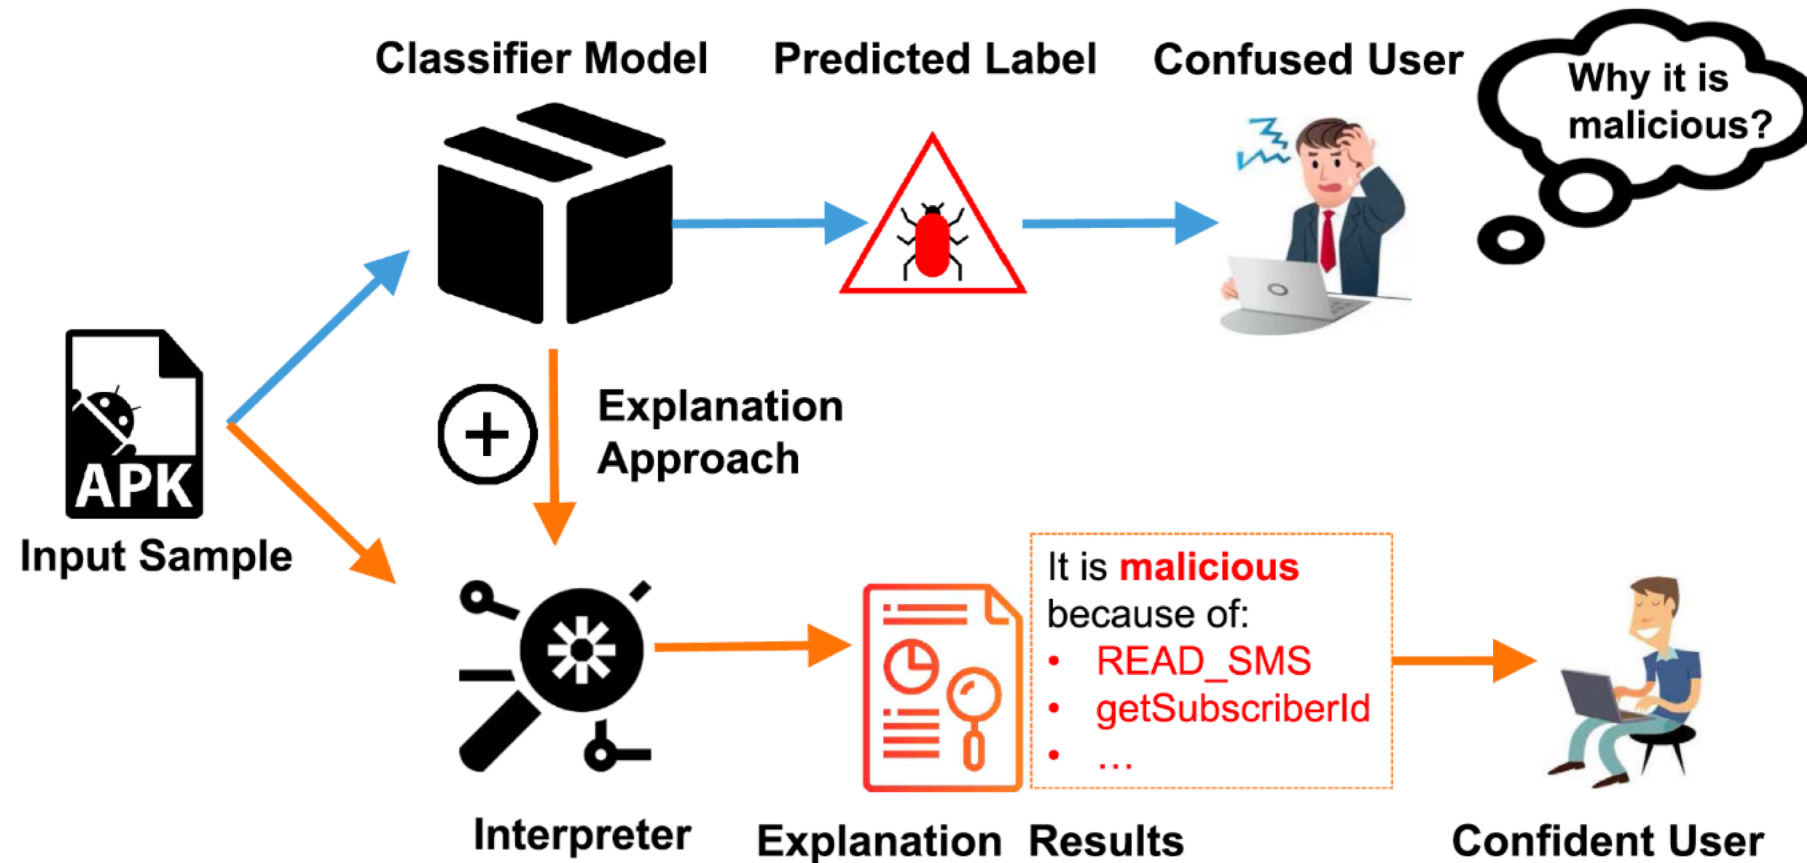 Classifier Model
Predicted Label
Confused User
Why it is
malicious?
APK
Input Sample
Explanation
Approach
It is malicious
because of:
• READ_SMS
• getSubscriberId
• ...
Interpreter
Explanation Results
Confident User